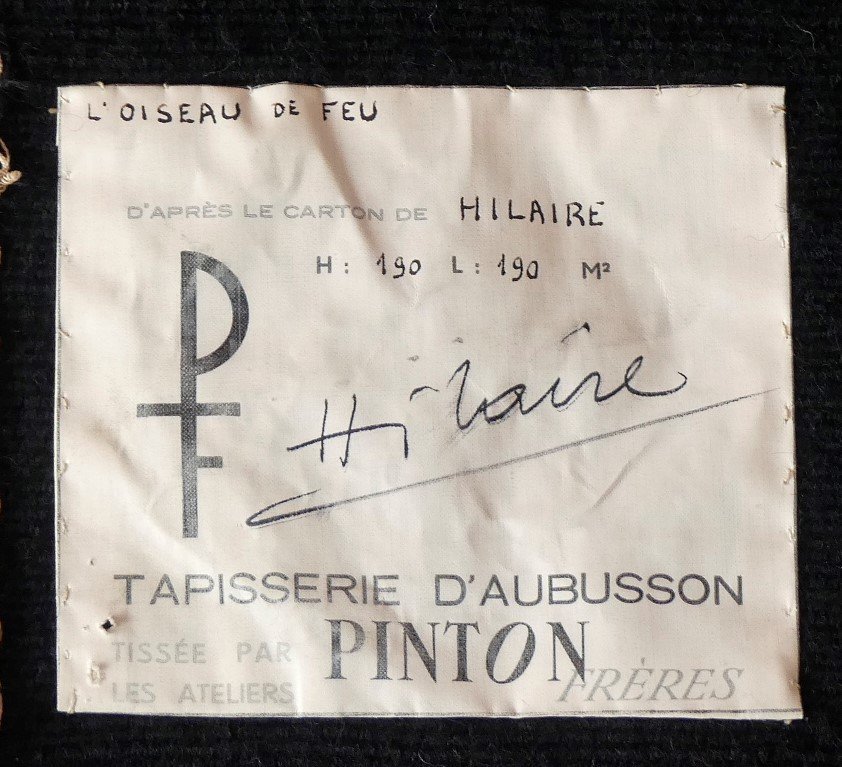 L'OISEAU DE FEU
D'APRÈS LE CARTON DE HILAIRE
H: 190 L: 190 M²
PF
Hilaire
TAPISSERIE D'AUBUSSON
TISSÉE PAR PINTON
LES ATELIERS FRÈRES